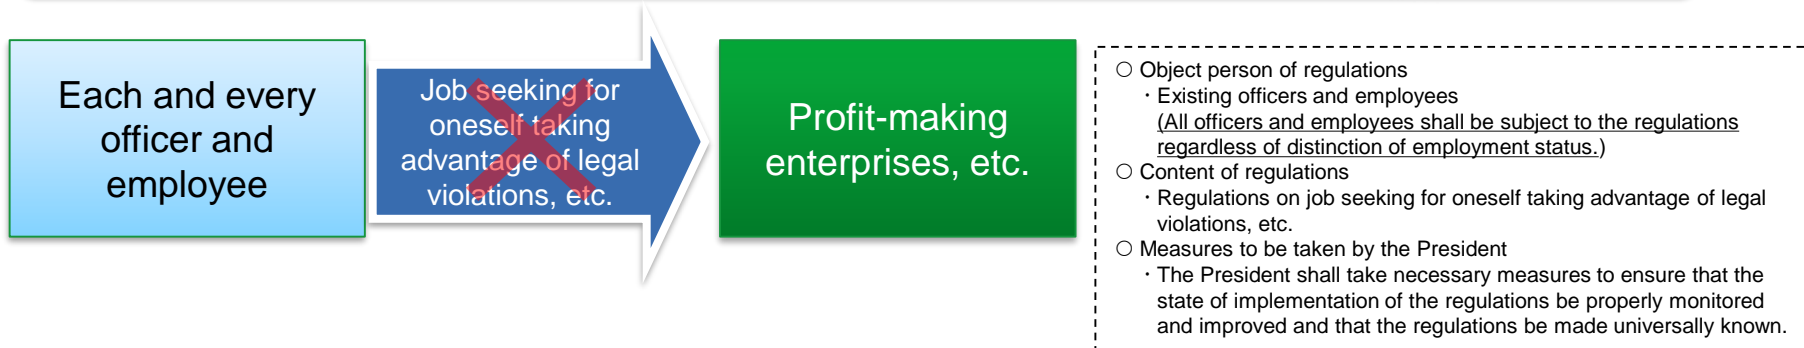 Each and every
officer and
employee
Job seeking for
oneself taking
advantage of legal
violations, etc.
Profit-making
enterprises, etc.
○ Object person of regulations
・Existing officers and employees
(All officers and employees shall be subject to the regulations
regardless of distinction of employment status.)
○ Content of regulations
・Regulations on job seeking for oneself taking advantage of legal
violations, etc.
○ Measures to be taken by the President
・The President shall take necessary measures to ensure that the
state of implementation of the regulations be properly monitored
and improved and that the regulations be made universally known.